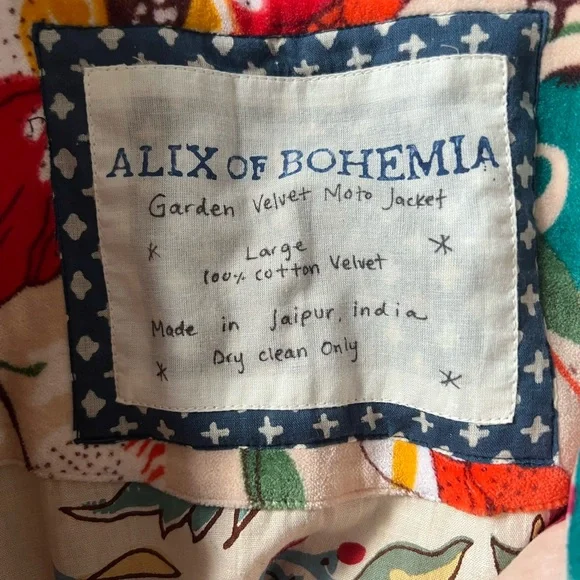 ALIX OF BOHEMIA
Garden Velvet Moto Jacket
Large
100% cotton Velvet
Made in Jaipur, india
Dry clean Only